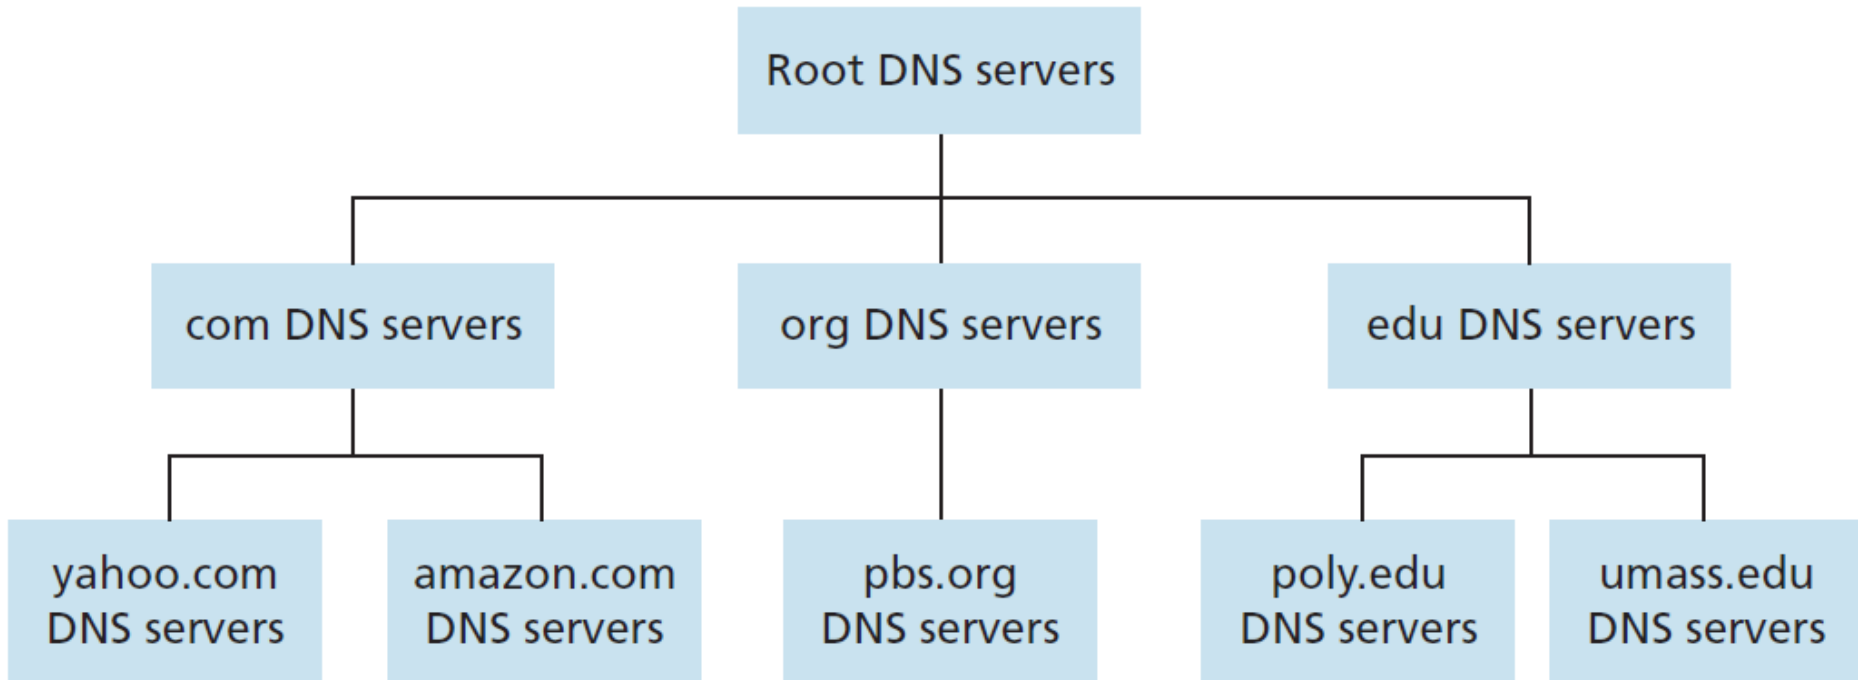 Root DNS servers
com DNS servers
org DNS servers
edu DNS servers
yahoo.com
DNS servers
amazon.com
DNS servers
pbs.org
DNS servers
poly.edu
DNS servers
umass.edu
DNS servers